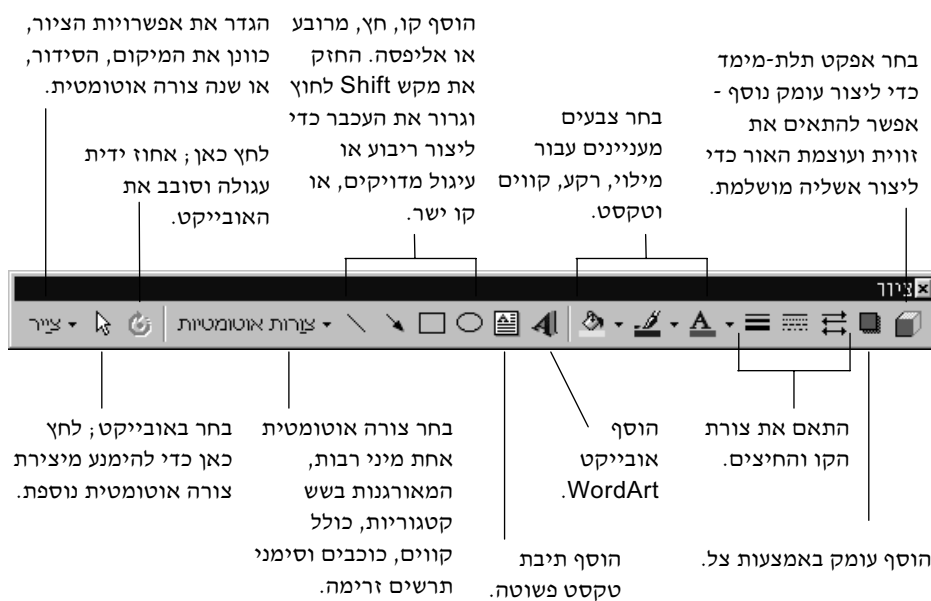 הגדר את אפשרויות הציור,
כוונן את המיקום, הסידור,
או שנה צורה אוטומטית.
לחץ כאן; אחוז ידית
עגולה וסובב את
האובייקט.
הוסף קו, חץ, מרובע
או אליפסה. החזק
את מקש Shift לחוץ
וגרור את העכבר כדי
ליצור ריבוע או
עיגול מדויקים, או
קו ישר.
בחר צבעים
מעניינים עבור
מילוי, רקע, קווים
וטקסט.
בחר אפקט תלת-מימד
כדי ליצור עומק נוסף -
אפשר להתאים את
זווית ועוצמת האור כדי
ליצור אשליה מושלמת.
ציור
צייר
צורות אוטומטיות
בחר באובייקט; לחץ
כאן כדי להימנע מיצירת
צורה אוטומטית נוספת.
בחר צורה אוטומטית
אחת מיני רבות,
המאורגנות בשש
קטגוריות, כולל
קווים, כוכבים וסימני
תרשים זרימה.
הוסף תיבת
טקסט פשוטה.
הוסף
אובייקט
WordArt.
התאם את צורת
הקו והחיצים.
הוסף עומק באמצעות צל.